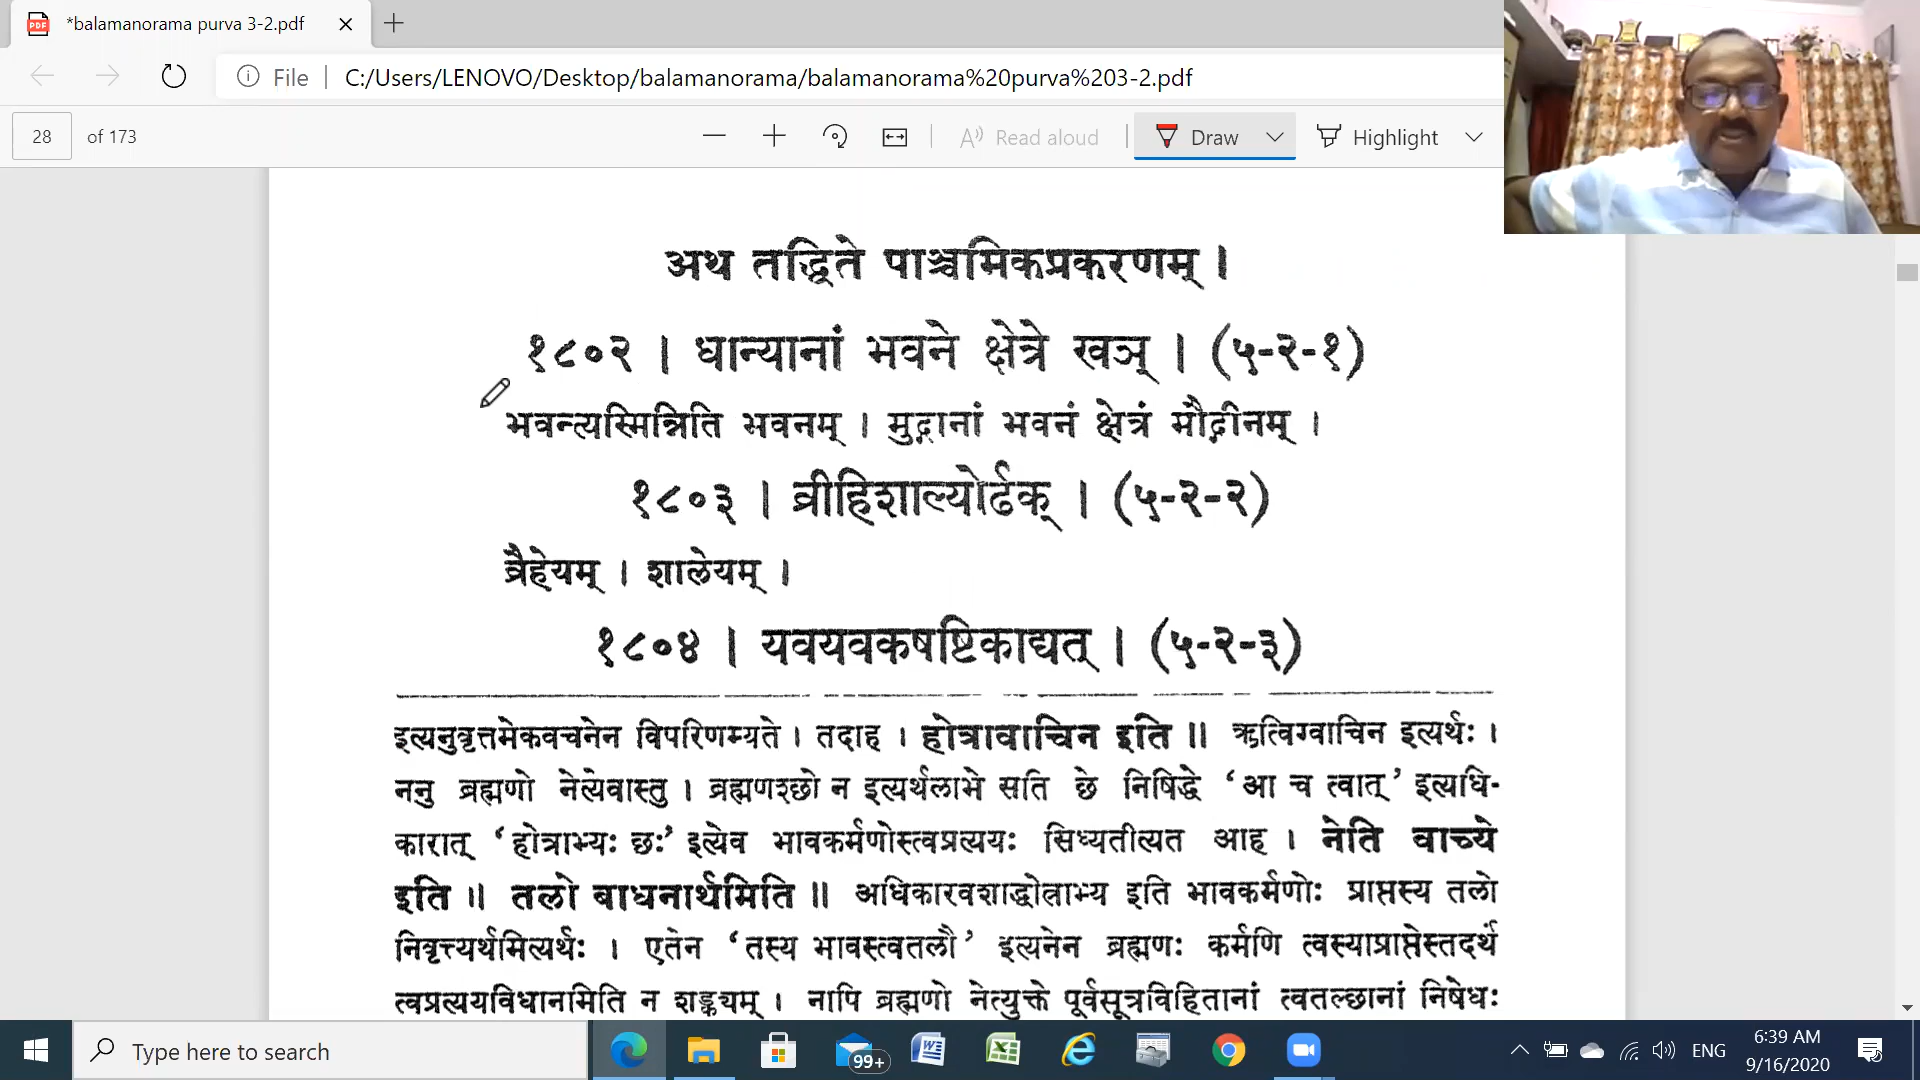 *balamanorama purva 3-2.pdf
File
C:/Users/LENOVO/Desktop/balamanorama/balamanorama%20purva%203-2.pdf
28 of 173
Read aloud
Draw
Highlight
अथ तद्धिते पाञ्चमिकप्रकरणम् ।
१८०२ । धान्यानां भवने क्षेत्रे खञ् । (५-२-१)
भवन्त्यस्मिन्निति भवनम् । मुद्गानां भवनं क्षेत्रं मौद्गीनम् ।
१८०३ । व्रीहिशाल्योर्ढक् । (५-२-२)
व्रैहेयम् । शालेयम् ।
१८०४ । यवयवकषष्टिकाद्यत् । (५-२-३)
इत्यनुवृत्तमेकवचनेन विपरिणम्यते । तदाह । होत्रावाचिन इति ॥ ऋत्विग्वाचिन इत्यर्थः ।
ननु ब्रह्मणो नेत्येवास्तु । ब्रह्मणश्छो न इत्यर्थलाभे सति छे निषिद्धे ‘आ च त्वात्’ इत्यधि-
कारात् ‘होत्राभ्यः छः’ इत्येव भावकर्मणोस्त्वप्रत्ययः सिध्यतीत्यत आह । नेति वाच्ये
इति ॥ तलो बाधनार्थमिति ॥ अधिकारवशाद्धोत्राभ्य इति भावकर्मणोः प्राप्तस्य तलो
निवृत्त्यर्थमित्यर्थः । एतेन ‘तस्य भावस्त्वतलौ’ इत्यनेन ब्रह्मणः कर्मणि त्वस्याप्राप्तेस्तदर्थं
त्वप्रत्ययविधानमिति न शङ्क्यम् । नापि ब्रह्मणो नेत्युक्ते पूर्वसूत्रविहितानां त्वतल्छानां निषेधः
Type here to search
99+
ENG
6:39 AM
9/16/2020